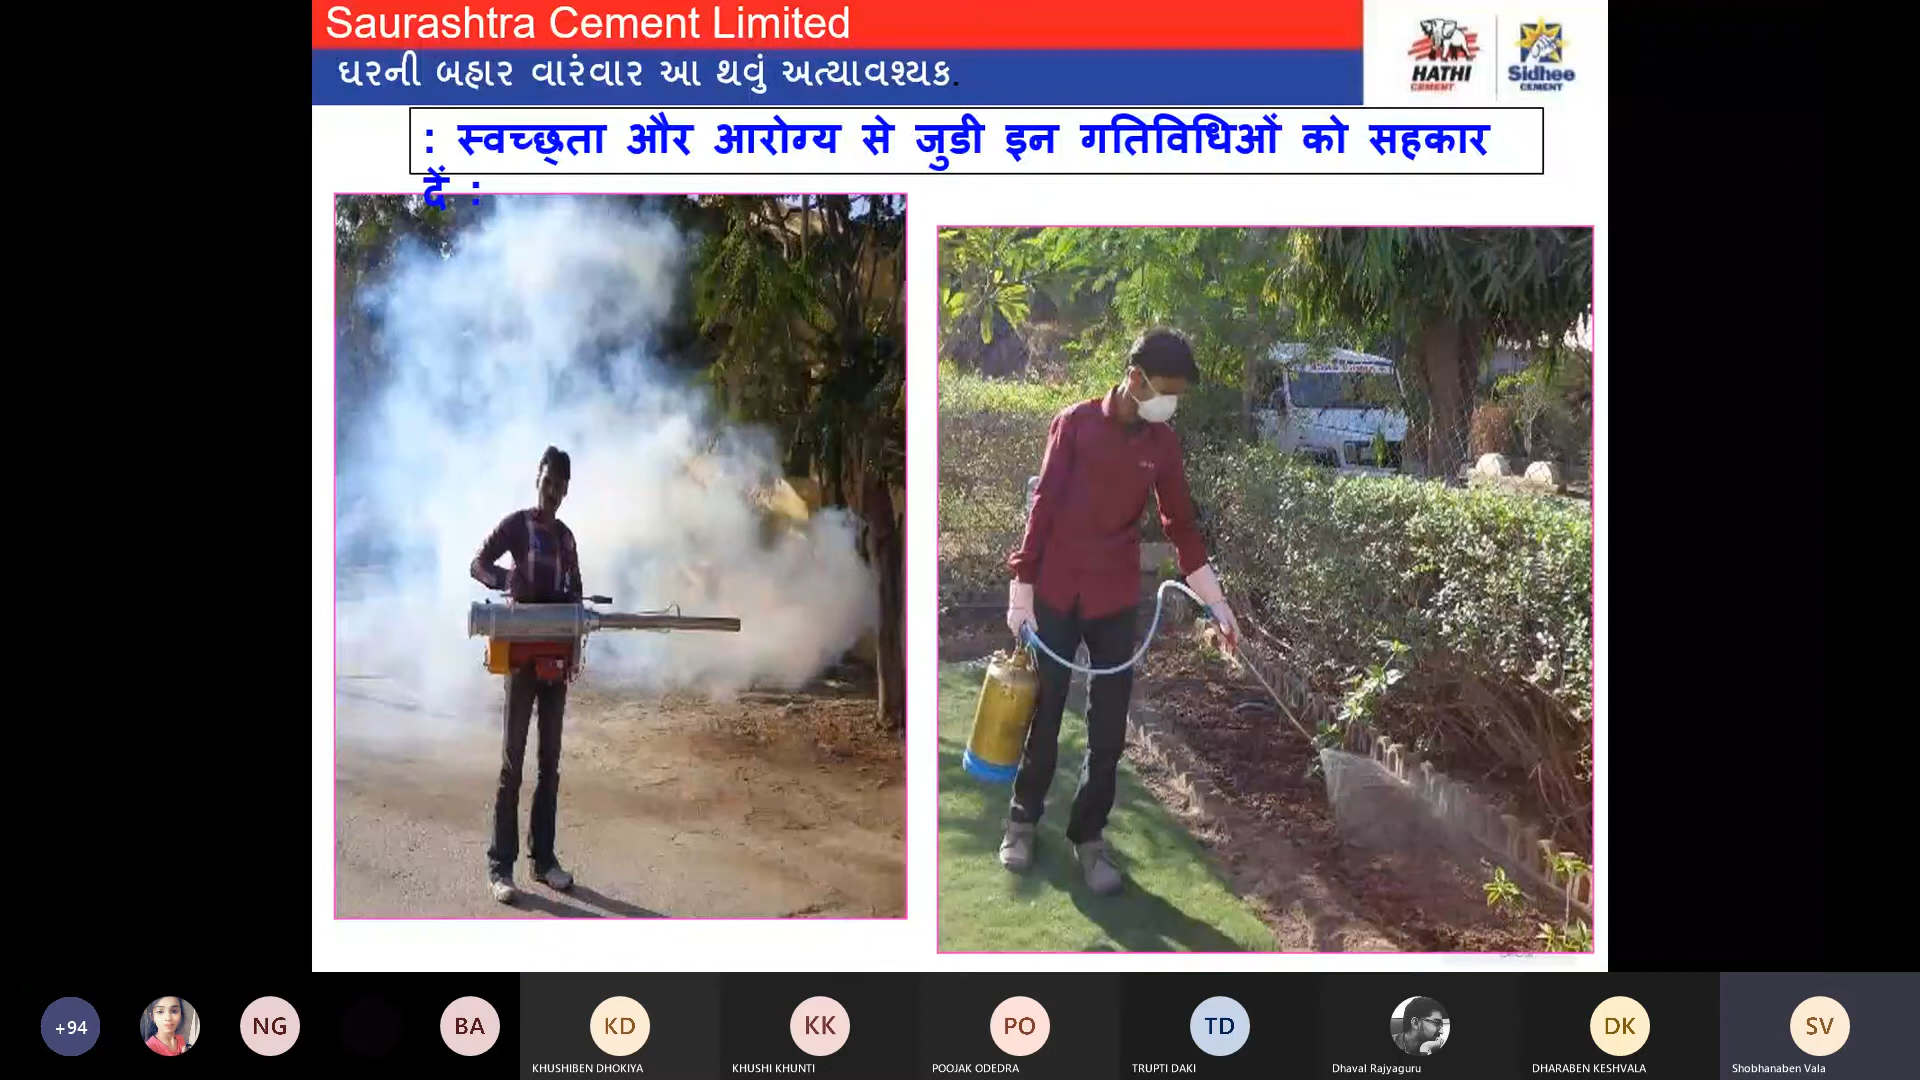 Saurashtra Cement Limited
ઘરની બહાર વારંવાર આ થવું અત્યાવશ્યક.
HATHI
CEMENT
Sidhee
CEMENT
: स्वच्छ्ता और आरोग्य से जुडी इन गतिविधिओं को सहकार
दें :
+94
NG
BA
KD
KK
PO
TD
DK
SV
KHUSHIBEN DHOKIYA
KHUSHI KHUNTI
POOJAK ODEDRA
TRUPTI DAKI
Dhaval Rajyaguru
DHARABEN KESHVALA
Shobhanaben Vala